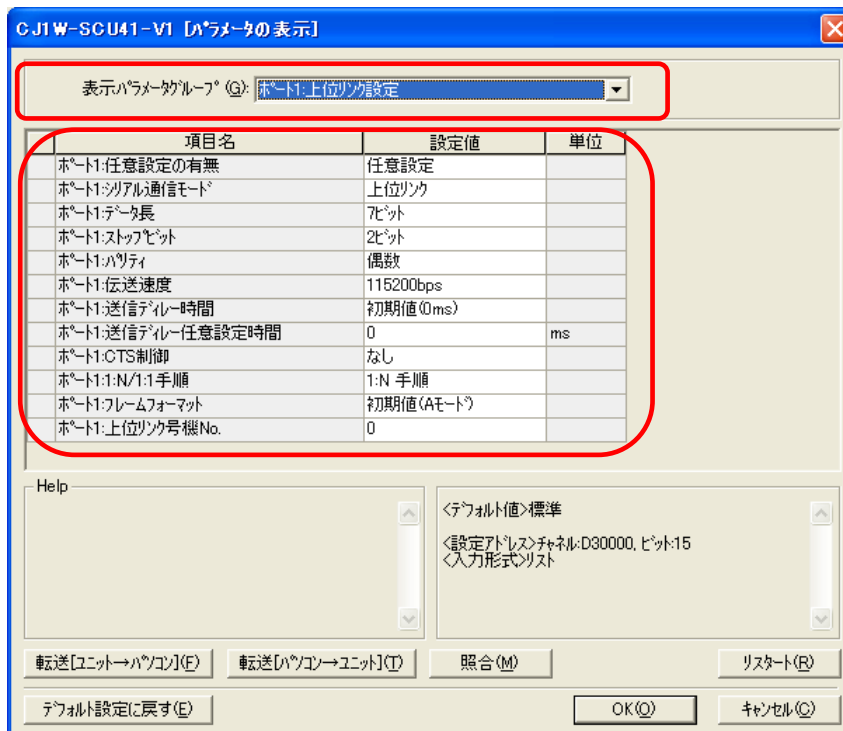 CJ1W-SCU41-V1 [ﾊﾟﾗﾒｰﾀの表示]
表示ﾊﾟﾗﾒｰﾀｸﾞﾙｰﾌﾟ(G): ﾎﾟｰﾄ1:上位ﾘﾝｸ設定
項目名 設定値 単位
ﾎﾟｰﾄ1:任意設定の有無 任意設定
ﾎﾟｰﾄ1:ｼﾘｱﾙ通信ﾓｰﾄﾞ 上位ﾘﾝｸ
ﾎﾟｰﾄ1:ﾃﾞｰﾀ長 7ﾋﾞｯﾄ
ﾎﾟｰﾄ1:ｽﾄｯﾌﾟﾋﾞｯﾄ 2ﾋﾞｯﾄ
ﾎﾟｰﾄ1:ﾊﾟﾘﾃｨ 偶数
ﾎﾟｰﾄ1:伝送速度 115200bps
ﾎﾟｰﾄ1:送信ﾃﾞｨﾚｰ時間 初期値(0ms)
ﾎﾟｰﾄ1:送信ﾃﾞｨﾚｰ任意設定時間 0 ms
ﾎﾟｰﾄ1:CTS制御 なし
ﾎﾟｰﾄ1:1:N/1:1手順 1:N 手順
ﾎﾟｰﾄ1:ﾌﾚｰﾑﾌｫｰﾏｯﾄ 初期値(Aﾓｰﾄﾞ)
ﾎﾟｰﾄ1:上位ﾘﾝｸ号機No. 0
Help
<ﾃﾞﾌｫﾙﾄ値>標準
<設定ｱﾄﾞﾚｽ>ﾁｬﾈﾙ:D30000, ﾋﾞｯﾄ:15
<入力形式>ﾘｽﾄ
転送[ﾕﾆｯﾄ→ﾊﾟｿｺﾝ](F) 転送[ﾊﾟｿｺﾝ→ﾕﾆｯﾄ](T) 照合(M) ﾘｽﾀｰﾄ(R)
ﾃﾞﾌｫﾙﾄ設定に戻す(E) OK(O) ｷｬﾝｾﾙ(C)